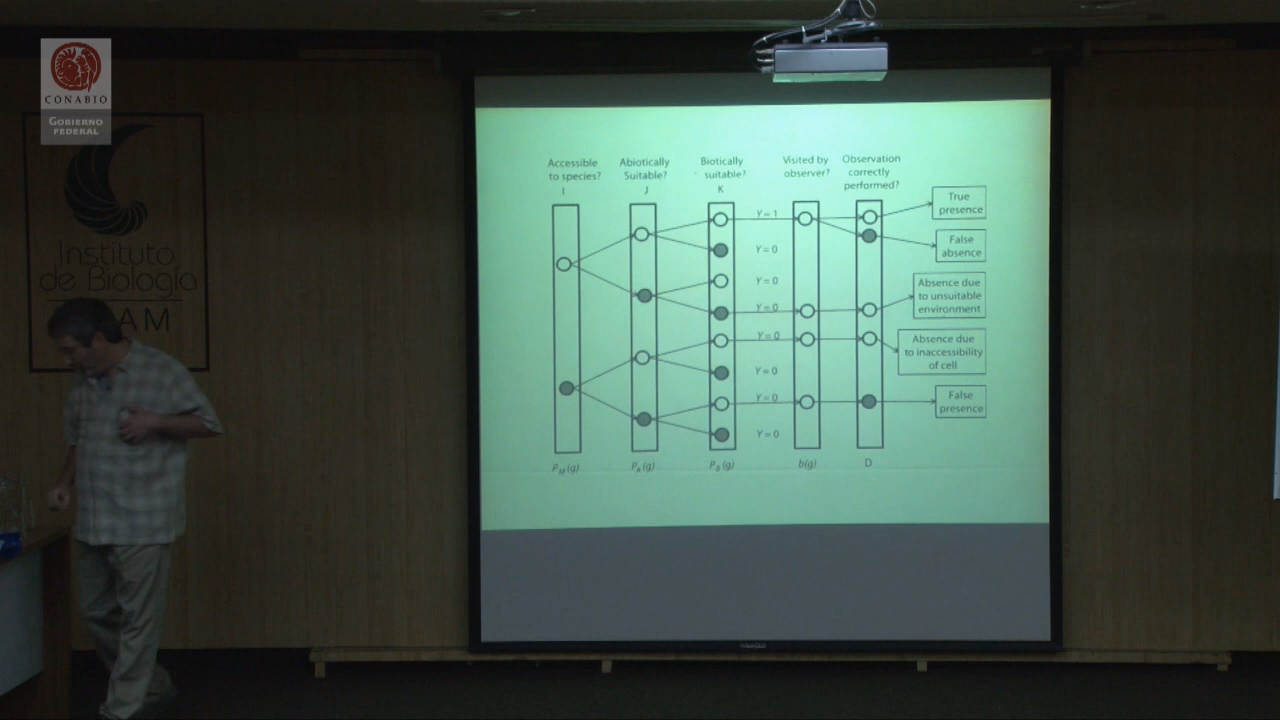 CONABIO
GOBIERNO
FEDERAL
Instituto
de Biología
AM
Accessible
to species?
I
Abiotically
Suitable?
J
Biotically
suitable?
K
Visited by
observer?
Observation
correctly
performed?
Y = 1
Y = 0
Y = 0
Y = 0
Y = 0
Y = 0
Y = 0
Y = 0
True
presence
False
absence
Absence due
to unsuitable
environment
Absence due
to inaccessibility
of cell
False
presence
P_M (g)
P_A (g)
P_B (g)
b(g)
D